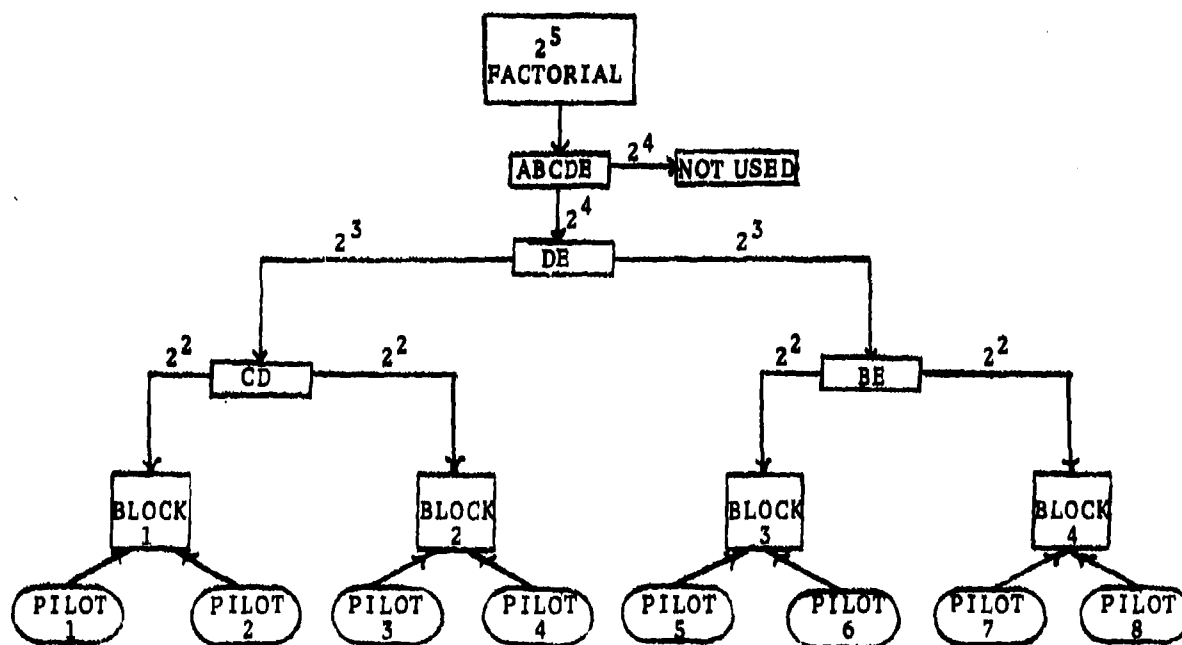 2^5
FACTORIAL
ABCDE
2^4
NOT USED
2^4
2^3
DE
2^3
2^2
CD
2^2
2^2
BE
2^2
BLOCK
1
BLOCK
2
BLOCK
3
BLOCK
4
PILOT
1
PILOT
2
PILOT
3
PILOT
4
PILOT
5
PILOT
6
PILOT
7
PILOT
8